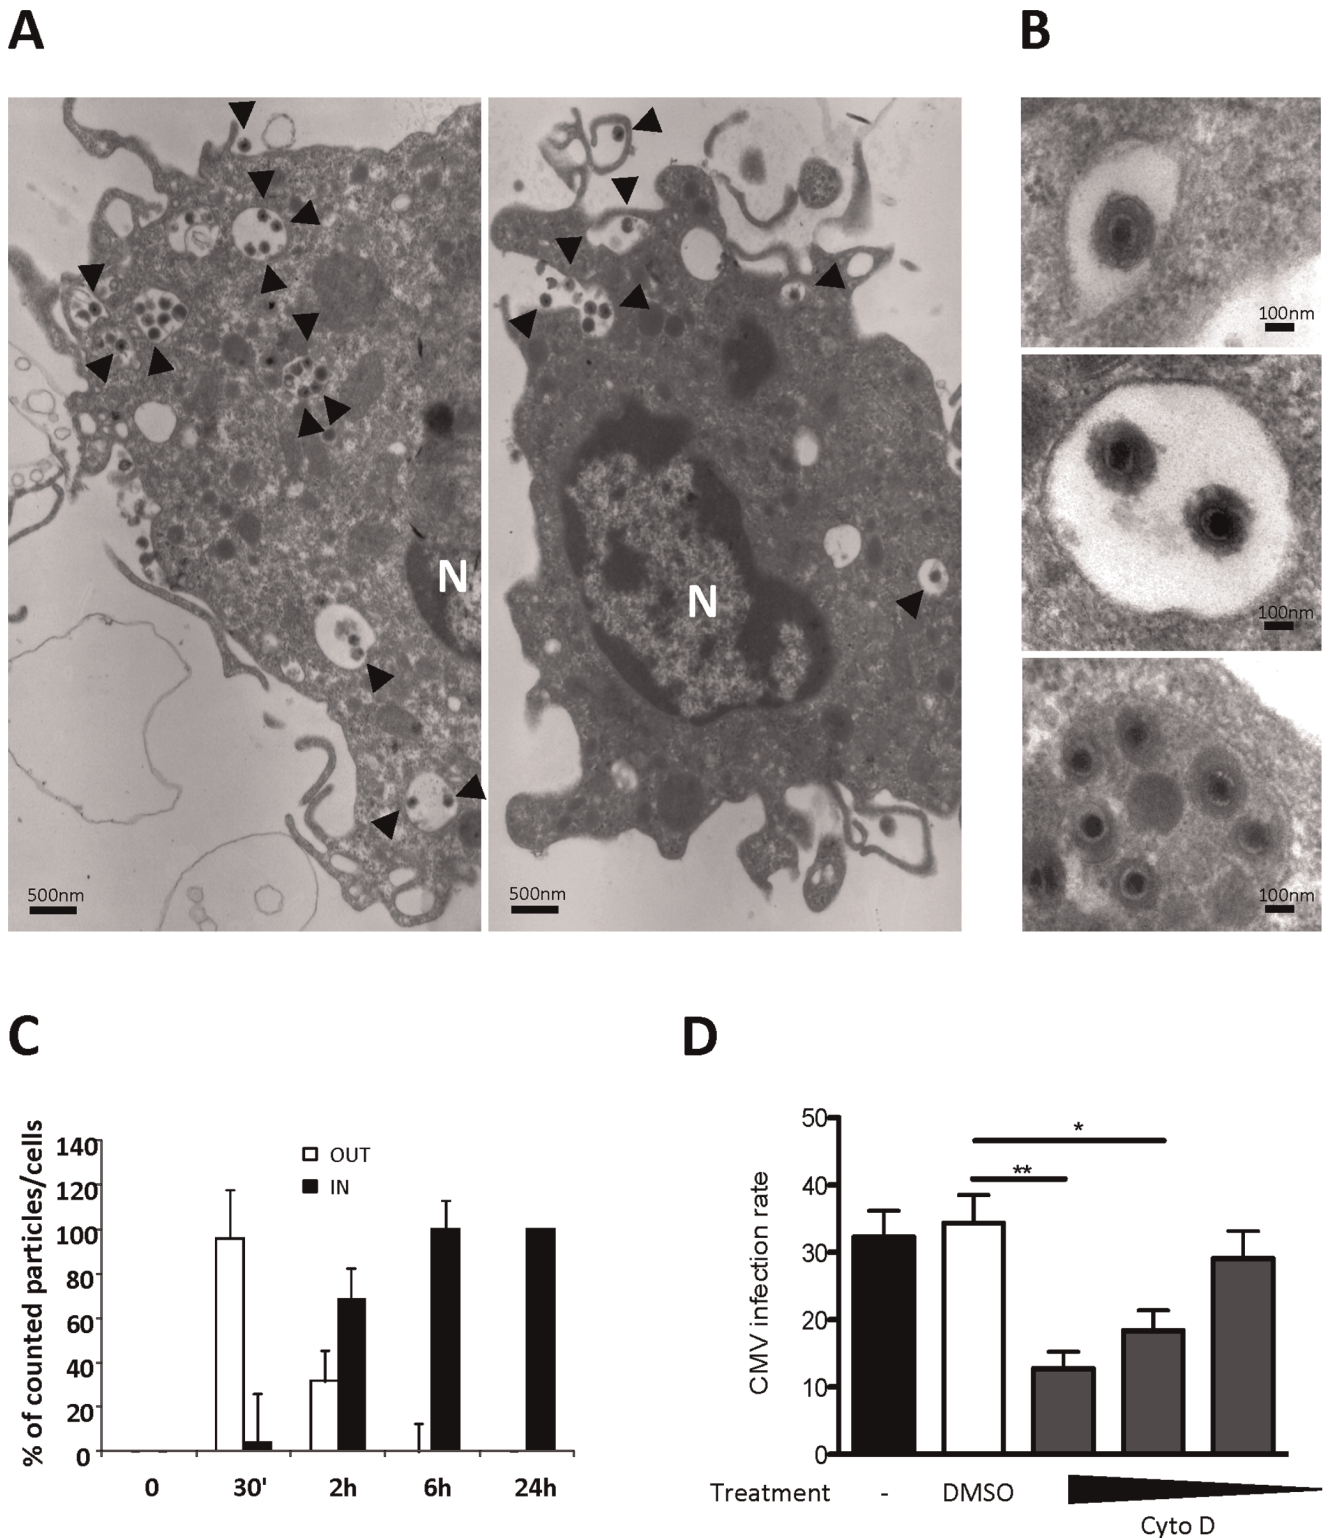 A
B
N
500nm
N
500nm
100nm
100nm
100nm
C
% of counted particles/cells
140
120
100
80
60
40
20
0
OUT
IN
0 30' 2h 6h 24h
D
CMV infection rate
50
40
30
20
10
0
*
**
Treatment - DMSO
Cyto D